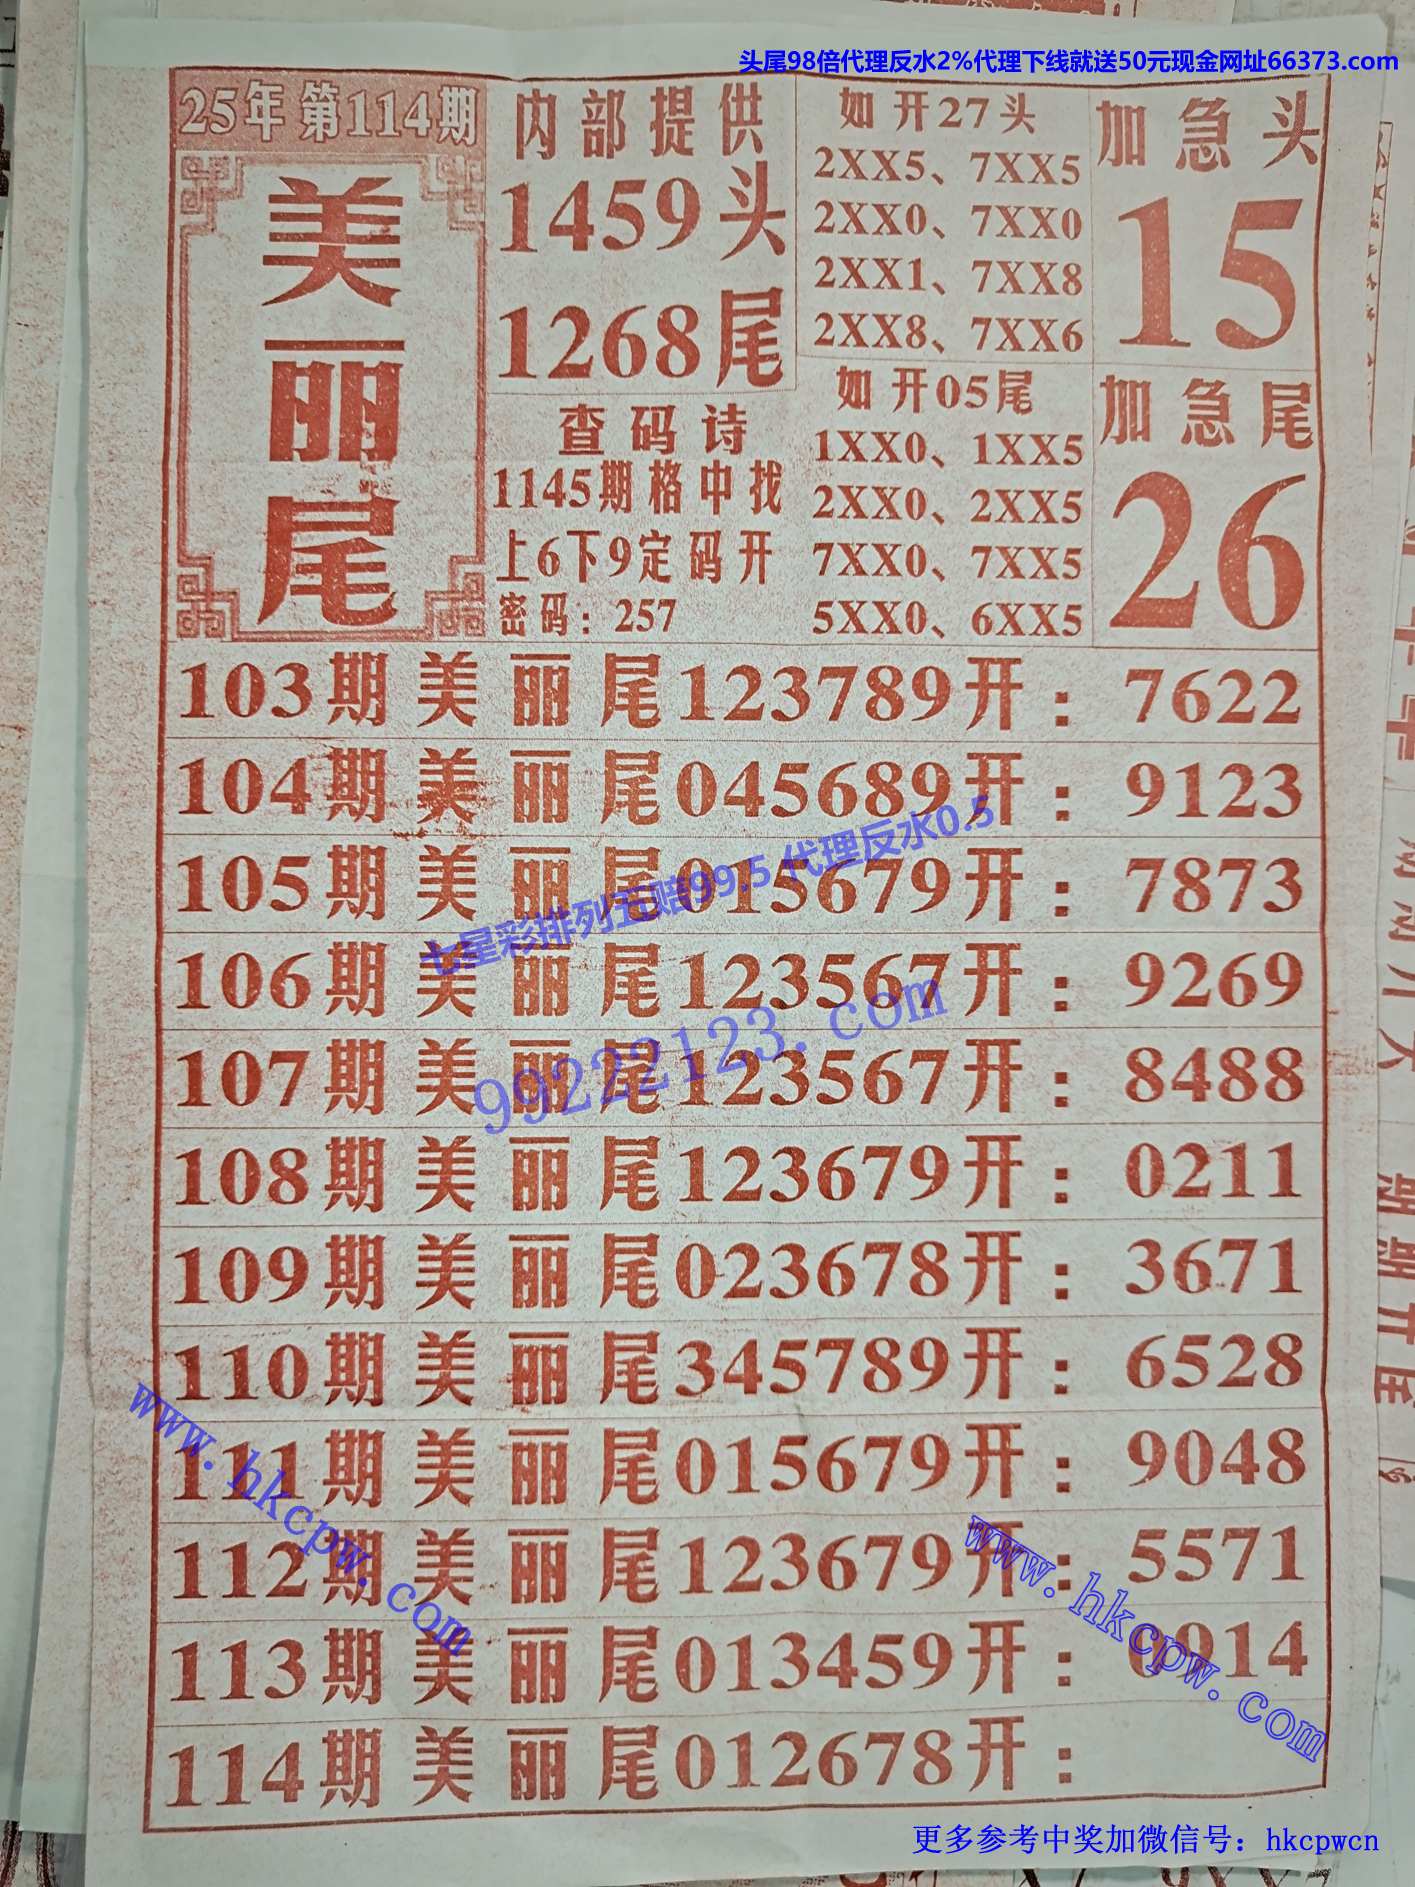 头尾98倍代理反水2%代理下线就送50元现金网址66373.com
25年 第114期
美丽尾
内部提供
1459头
1268尾
查码诗
1145期格中找
上6下9定码开
密码：257
如开27头
2XX5、7XX5
2XX0、7XX0
2XX1、7XX8
2XX8、7XX6
如开05尾
1XX0、1XX5
2XX0、2XX5
7XX0、7XX5
5XX0、6XX5
加急头
15
加急尾
26
103期美丽尾123789开：7622
104期美丽尾045689开：9123
105期美丽尾015679开：7873
106期美丽尾123567开：9269
107期美丽尾123567开：8488
108期美丽尾123679开：0211
109期美丽尾023678开：3671
110期美丽尾345789开：6528
111期美丽尾015679开：9048
112期美丽尾123679开：5571
113期美丽尾013459开：0914
114期美丽尾012678开：
七星彩排列五赔99.5 代理反水0.5
99222123.com
www.hkcpw.com
www.hkcpw.com
更多参考中奖加微信号：hkcpwcn